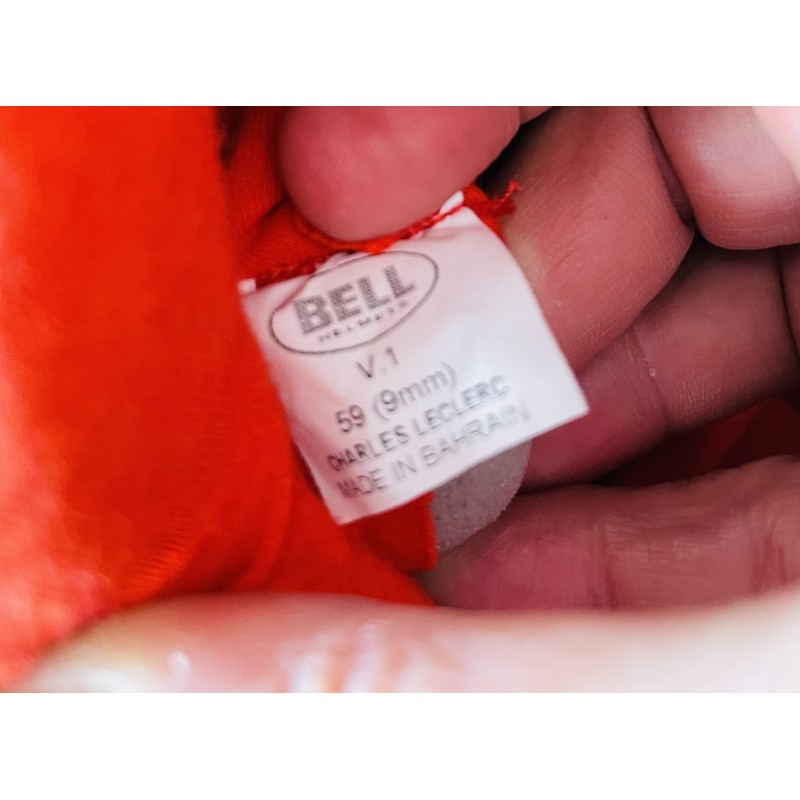 BELL
HELMETS
V.1
59 (9mm)
CHARLES LECLERC
MADE IN BAHRAIN